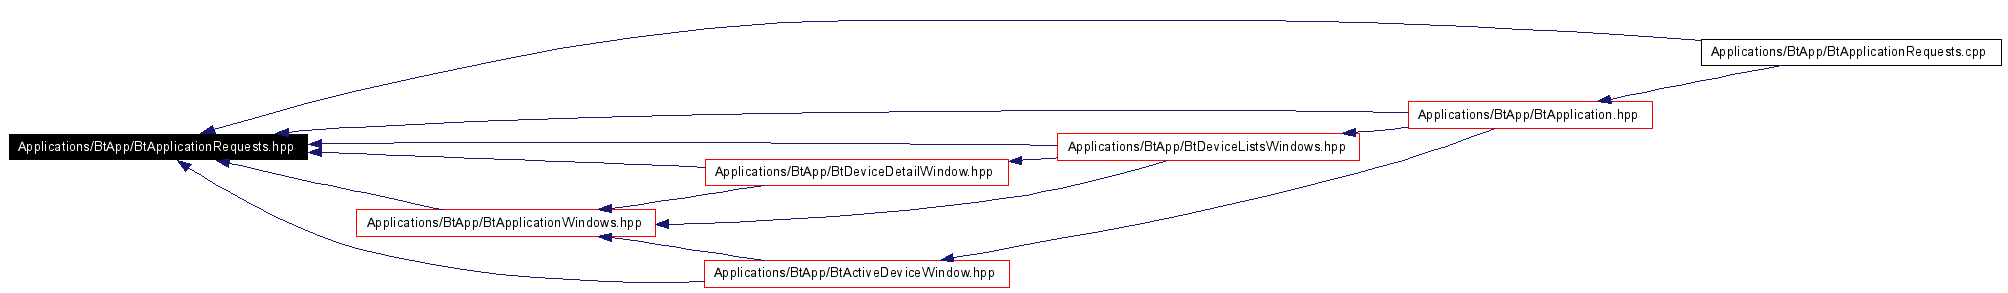 Applications/BtApp/BtApplicationRequests.cpp
Applications/BtApp/BtApplication.hpp
Applications/BtApp/BtApplicationRequests.hpp
Applications/BtApp/BtDeviceListsWindows.hpp
Applications/BtApp/BtDeviceDetailWindow.hpp
Applications/BtApp/BtApplicationWindows.hpp
Applications/BtApp/BtActiveDeviceWindow.hpp